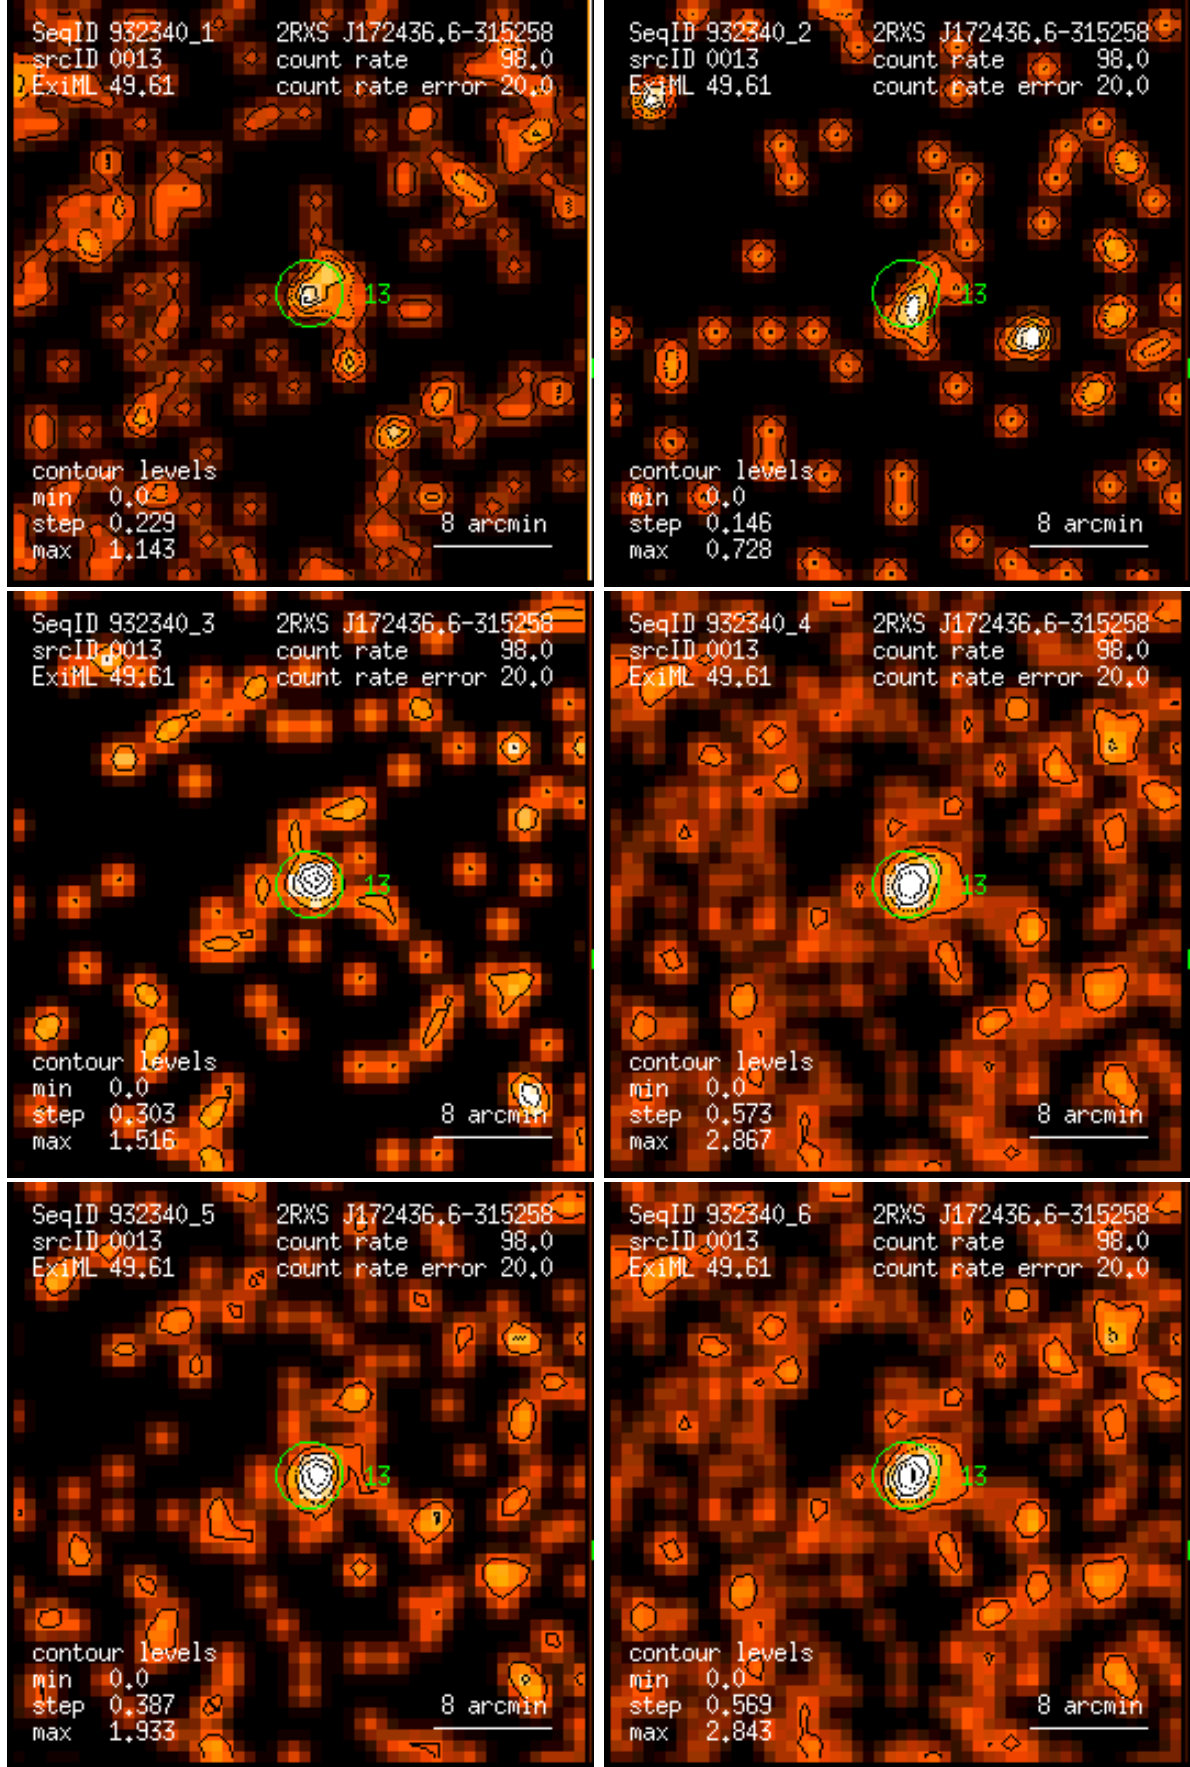 SeqID 932340_1 2RXS J172436.6-315258
srcID 0013 count rate 98.0
ExiML 49.61 count rate error 20.0
13
contour levels
min 0.0
step 0.229 8 arcmin
max 1.143
SeqID 932340_2 2RXS J172436.6-315258
srcID 0013 count rate 98.0
ExiML 49.61 count rate error 20.0
13
contour levels
min 0.0
step 0.146 8 arcmin
max 0.728
SeqID 932340_3 2RXS J172436.6-315258
srcID 0013 count rate 98.0
ExiML 49.61 count rate error 20.0
13
contour levels
min 0.0
step 0.303 8 arcmin
max 1.516
SeqID 932340_4 2RXS J172436.6-315258
srcID 0013 count rate 98.0
ExiML 49.61 count rate error 20.0
13
contour levels
min 0.0
step 0.573 8 arcmin
max 2.867
SeqID 932340_5 2RXS J172436.6-315258
srcID 0013 count rate 98.0
ExiML 49.61 count rate error 20.0
13
contour levels
min 0.0
step 0.387 8 arcmin
max 1.933
SeqID 932340_6 2RXS J172436.6-315258
srcID 0013 count rate 98.0
ExiML 49.61 count rate error 20.0
13
contour levels
min 0.0
step 0.569 8 arcmin
max 2.843